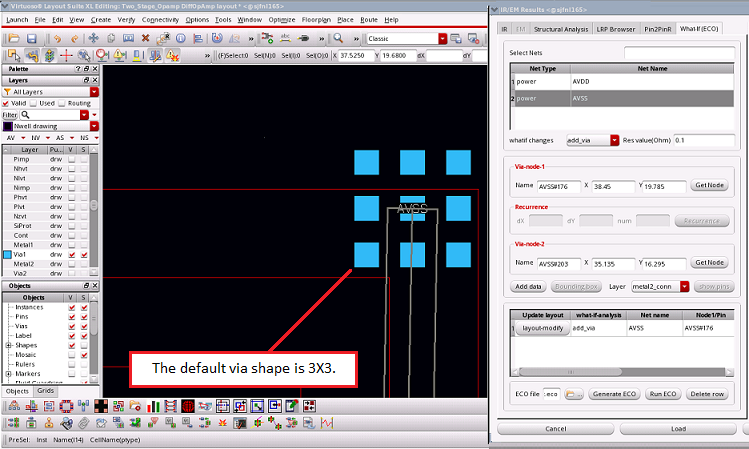 Virtuoso® Layout Suite XL Editing: Two_Stage_Opamp DiffOpAmp layout * <@sjfnl165>
Launch File Edit View Create Verify Connectivity Options Tools Window Optimize Floorplan Place Route Help
Classic
(F)Select:0 Sel(N):0 Sel(I):0 Sel(O):0 X 37.5250 Y 19.6800 dX dY
Palette
Layers
All Layers
Valid Used Routing
Filter
Nwell drawing
AV NV AS NS
Layer Pu... V S
Pimp drw
Nhvt drw
Nlvt drw
Nimp drw
Phvt drw
Plvt drw
Nzvt drw
SiProt drw
Cont drw
Metal1 drw
Via1 drw
Metal2 drw
Via2 drw
Objects
Objects V S
Instances
Pins
Vias
Label
Shapes
Mosaic
Rulers
Markers
Objects Grids
AVSS
The default via shape is 3X3.
PreSel: Inst Name(I14) CellName(ptype)
IR/EM Results <@sjfnl165>
IR EM Structural Analysis LRP Browser Pin2PinR What If (ECO)
Select Nets
Net Type Net Name
1 power AVDD
2 power AVSS
whatif changes add_via Res value(Ohm) 0.1
Via-node-1
Name AVSS#176 X 38.45 Y 19.785 Get Node
Recurrence
dX dY num Recurrence
Via-node-2
Name AVSS#203 X 35.135 Y 16.295 Get Node
Add data Bounding box Layer metal2_conn show pins
Update layout what-if-analysis Net name Node1/Pin
1 layout-modify add_via AVSS AVSS#176
ECO file :eco Generate ECO Run ECO Delete row
Cancel Load